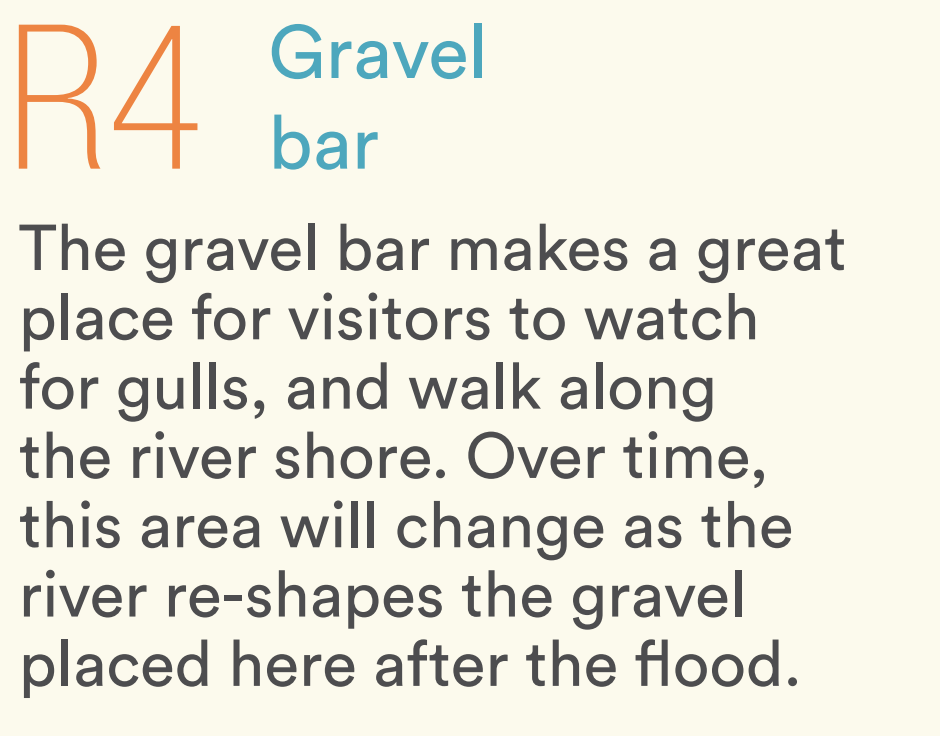 R4
Gravel
bar
The gravel bar makes a great
place for visitors to watch
for gulls, and walk along
the river shore. Over time,
this area will change as the
river re-shapes the gravel
placed here after the flood.